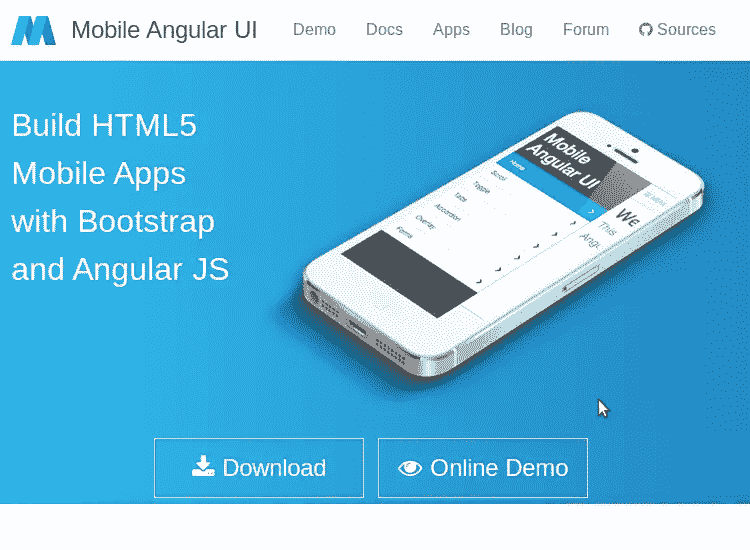 Mobile Angular UI
Demo
Docs
Apps
Blog
Forum
Sources
Build HTML5
Mobile Apps
with Bootstrap
and Angular JS
Mobile
Angular UI
Home
Scroll
Toggle
Tabs
Accordion
Overlay
Forms
We
This
Download
Online Demo